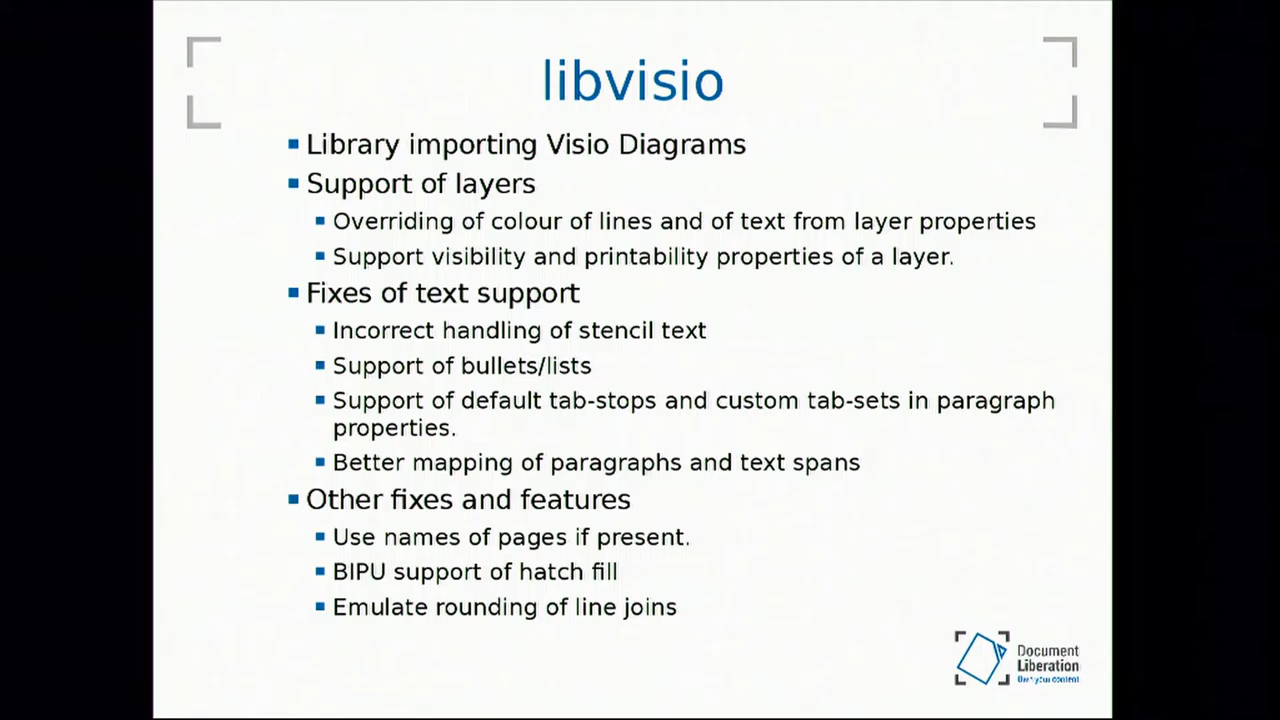 libvisio
Library importing Visio Diagrams
Support of layers
Overriding of colour of lines and of text from layer properties
Support visibility and printability properties of a layer.
Fixes of text support
Incorrect handling of stencil text
Support of bullets/lists
Support of default tab-stops and custom tab-sets in paragraph
properties.
Better mapping of paragraphs and text spans
Other fixes and features
Use names of pages if present.
BIPU support of hatch fill
Emulate rounding of line joins
Document
Liberation
Own your content